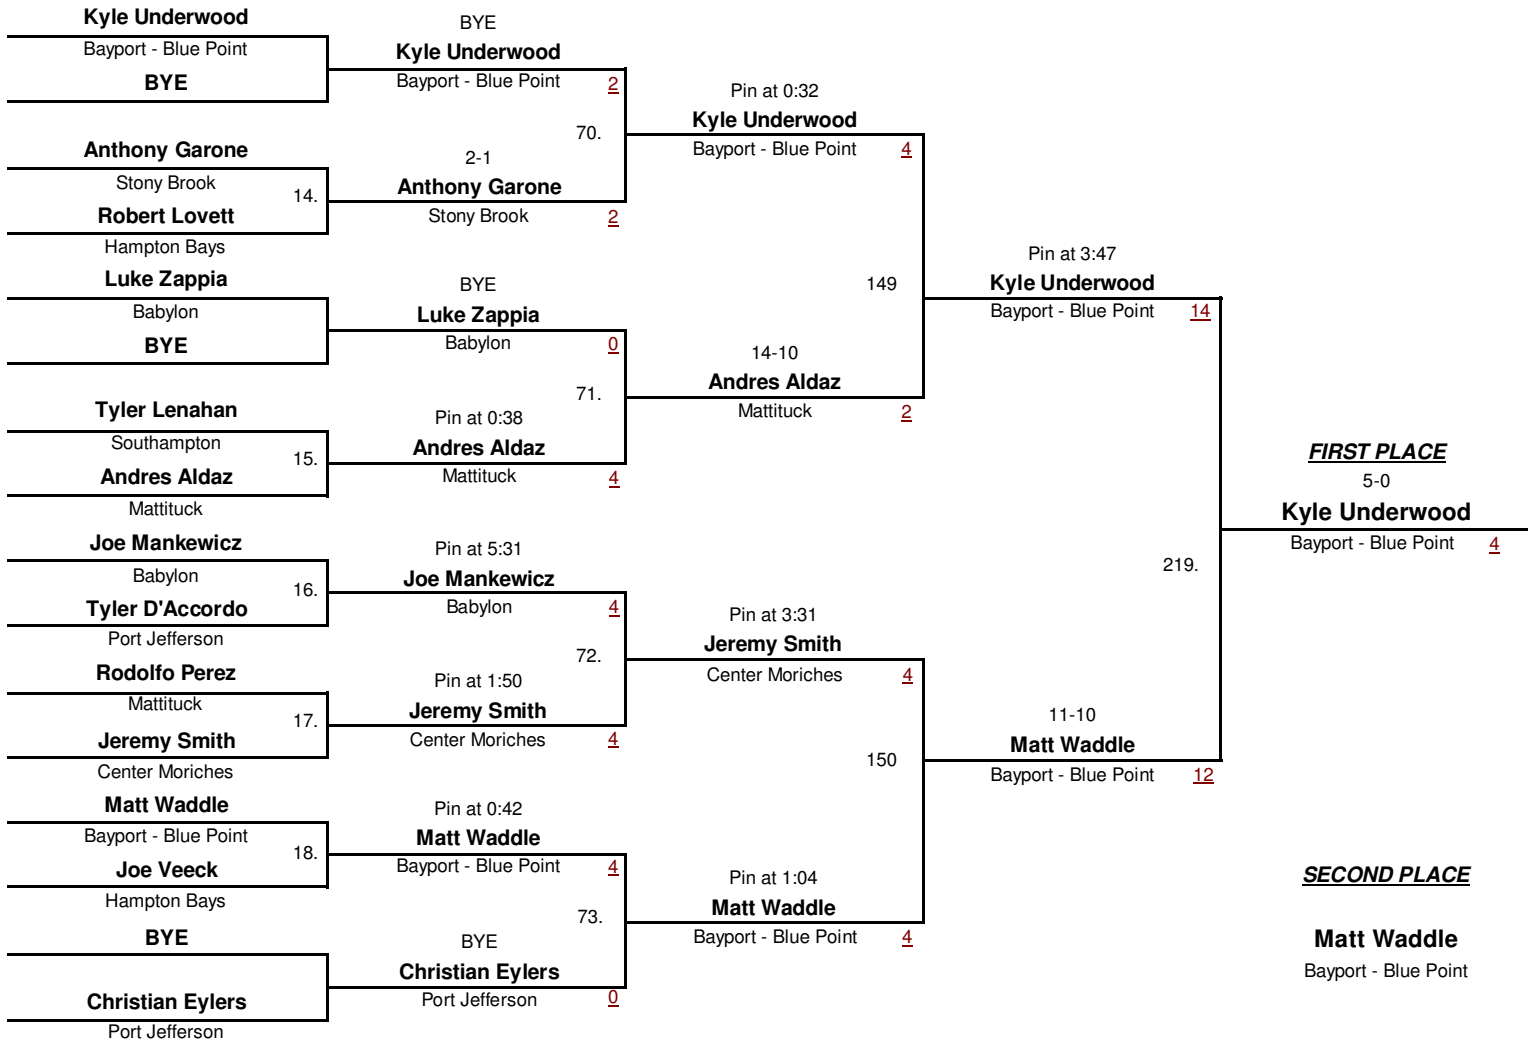 Kyle Underwood
Bayport - Blue Point
BYE
Anthony Garone
Stony Brook
14.
Robert Lovett
Hampton Bays
Luke Zappia
Babylon
BYE
Tyler Lenahan
Southampton
15.
Andres Aldaz
Mattituck
Joe Mankewicz
Babylon
16.
Tyler D'Accordo
Port Jefferson
Rodolfo Perez
Mattituck
17.
Jeremy Smith
Center Moriches
Matt Waddle
Bayport - Blue Point
18.
Joe Veeck
Hampton Bays
BYE
Christian Eylers
Port Jefferson
BYE
Kyle Underwood
Bayport - Blue Point 2
70.
2-1
Anthony Garone
Stony Brook 2
BYE
Luke Zappia
Babylon 0
71.
Pin at 0:38
Andres Aldaz
Mattituck 4
Pin at 5:31
Joe Mankewicz
Babylon 4
72.
Pin at 1:50
Jeremy Smith
Center Moriches 4
Pin at 0:42
Matt Waddle
Bayport - Blue Point 4
73.
BYE
Christian Eylers
Port Jefferson 0
Pin at 0:32
Kyle Underwood
Bayport - Blue Point 4
149
14-10
Andres Aldaz
Mattituck 2
Pin at 3:31
Jeremy Smith
Center Moriches 4
150
Pin at 1:04
Matt Waddle
Bayport - Blue Point 4
Pin at 3:47
Kyle Underwood
Bayport - Blue Point 14
219.
11-10
Matt Waddle
Bayport - Blue Point 12
FIRST PLACE
5-0
Kyle Underwood
Bayport - Blue Point 4
SECOND PLACE
Matt Waddle
Bayport - Blue Point